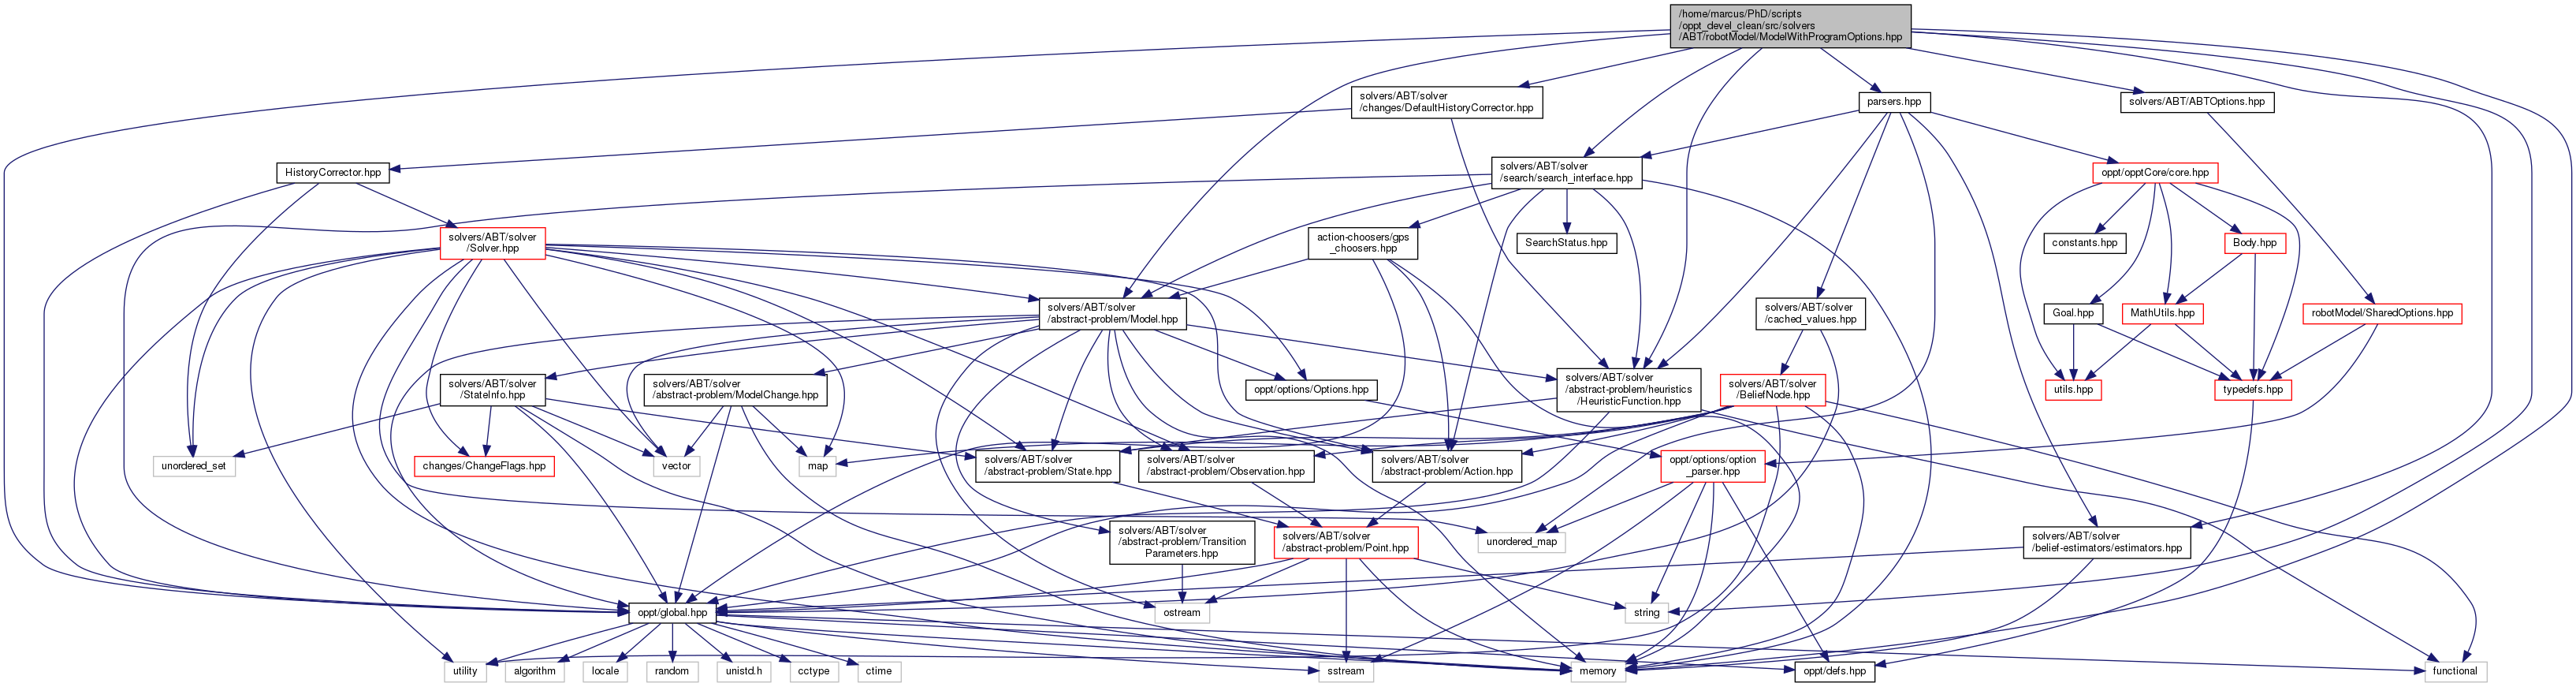 /home/marcus/PhD/scripts
/oppt_devel_clean/src/solvers
/ABT/robotModel/ModelWithProgramOptions.hpp
solvers/ABT/solver
/changes/DefaultHistoryCorrector.hpp
parsers.hpp
solvers/ABT/ABTOptions.hpp
HistoryCorrector.hpp
solvers/ABT/solver
/search/search_interface.hpp
oppt/opptCore/core.hpp
solvers/ABT/solver
/Solver.hpp
action-choosers/gps
_choosers.hpp
SearchStatus.hpp
constants.hpp
Body.hpp
solvers/ABT/solver
/abstract-problem/Model.hpp
solvers/ABT/solver
/cached_values.hpp
Goal.hpp
MathUtils.hpp
robotModel/SharedOptions.hpp
solvers/ABT/solver
/StateInfo.hpp
solvers/ABT/solver
/abstract-problem/ModelChange.hpp
oppt/options/Options.hpp
solvers/ABT/solver
/abstract-problem/heuristics
/HeuristicFunction.hpp
solvers/ABT/solver
/BeliefNode.hpp
utils.hpp
typedefs.hpp
unordered_set
changes/ChangeFlags.hpp
vector
map
solvers/ABT/solver
/abstract-problem/State.hpp
solvers/ABT/solver
/abstract-problem/Observation.hpp
solvers/ABT/solver
/abstract-problem/Action.hpp
oppt/options/option
_parser.hpp
solvers/ABT/solver
/abstract-problem/Transition
Parameters.hpp
solvers/ABT/solver
/abstract-problem/Point.hpp
unordered_map
solvers/ABT/solver
/belief-estimators/estimators.hpp
oppt/global.hpp
ostream
string
utility
algorithm
locale
random
unistd.h
cctype
ctime
sstream
memory
oppt/defs.hpp
functional